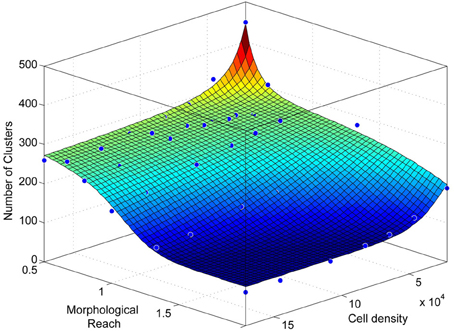 500
400
300
200
100
0
Number of Clusters
0.5
1
1.5
Morphological
Reach
15
10
5
x 10⁴
Cell density